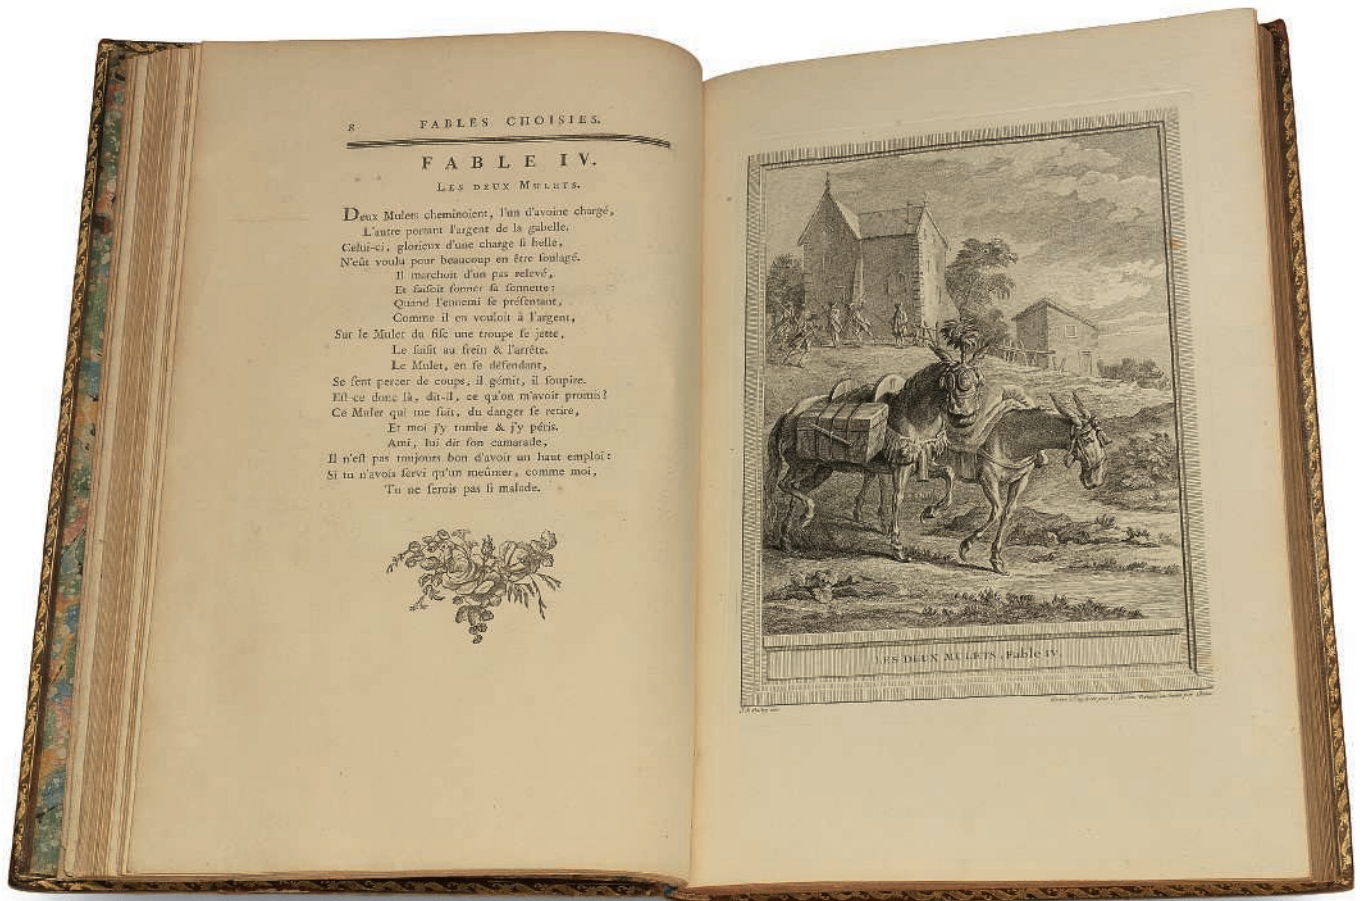 8 FABLES CHOISIES.
FABLE IV.
LES DEUX MULETS.
Deux Mulets cheminoient, l'un d'avoine chargé,
L'autre portant l'argent de la gabelle.
Celui-ci, glorieux d'une charge ſi belle,
N'eût voulu pour beaucoup en être ſoulagé.
Il marchoit d'un pas relevé,
Et faiſoit ſonner ſa ſonnette:
Quand l'ennemi ſe préſentant,
Comme il en vouloit à l'argent,
Sur le Mulet du fiſc une troupe ſe jette,
Le ſaiſit au frein & l'arrête.
Le Mulet, en ſe défendant,
Se ſent percer de coups, il gémit, il ſoupire.
Eſt-ce donc là, dit-il, ce qu'on m'avoit promis?
Ce Mulet qui me ſuit, du danger ſe retire,
Et moi j'y tombe & j'y péris.
Ami, lui dit ſon camarade,
Il n'eſt pas toujours bon d'avoir un haut emploi:
Si tu n'avois ſervi qu'un meûnier, comme moi,
Tu ne ſerois pas ſi malade.
LES DEUX MULETS. Fable IV.